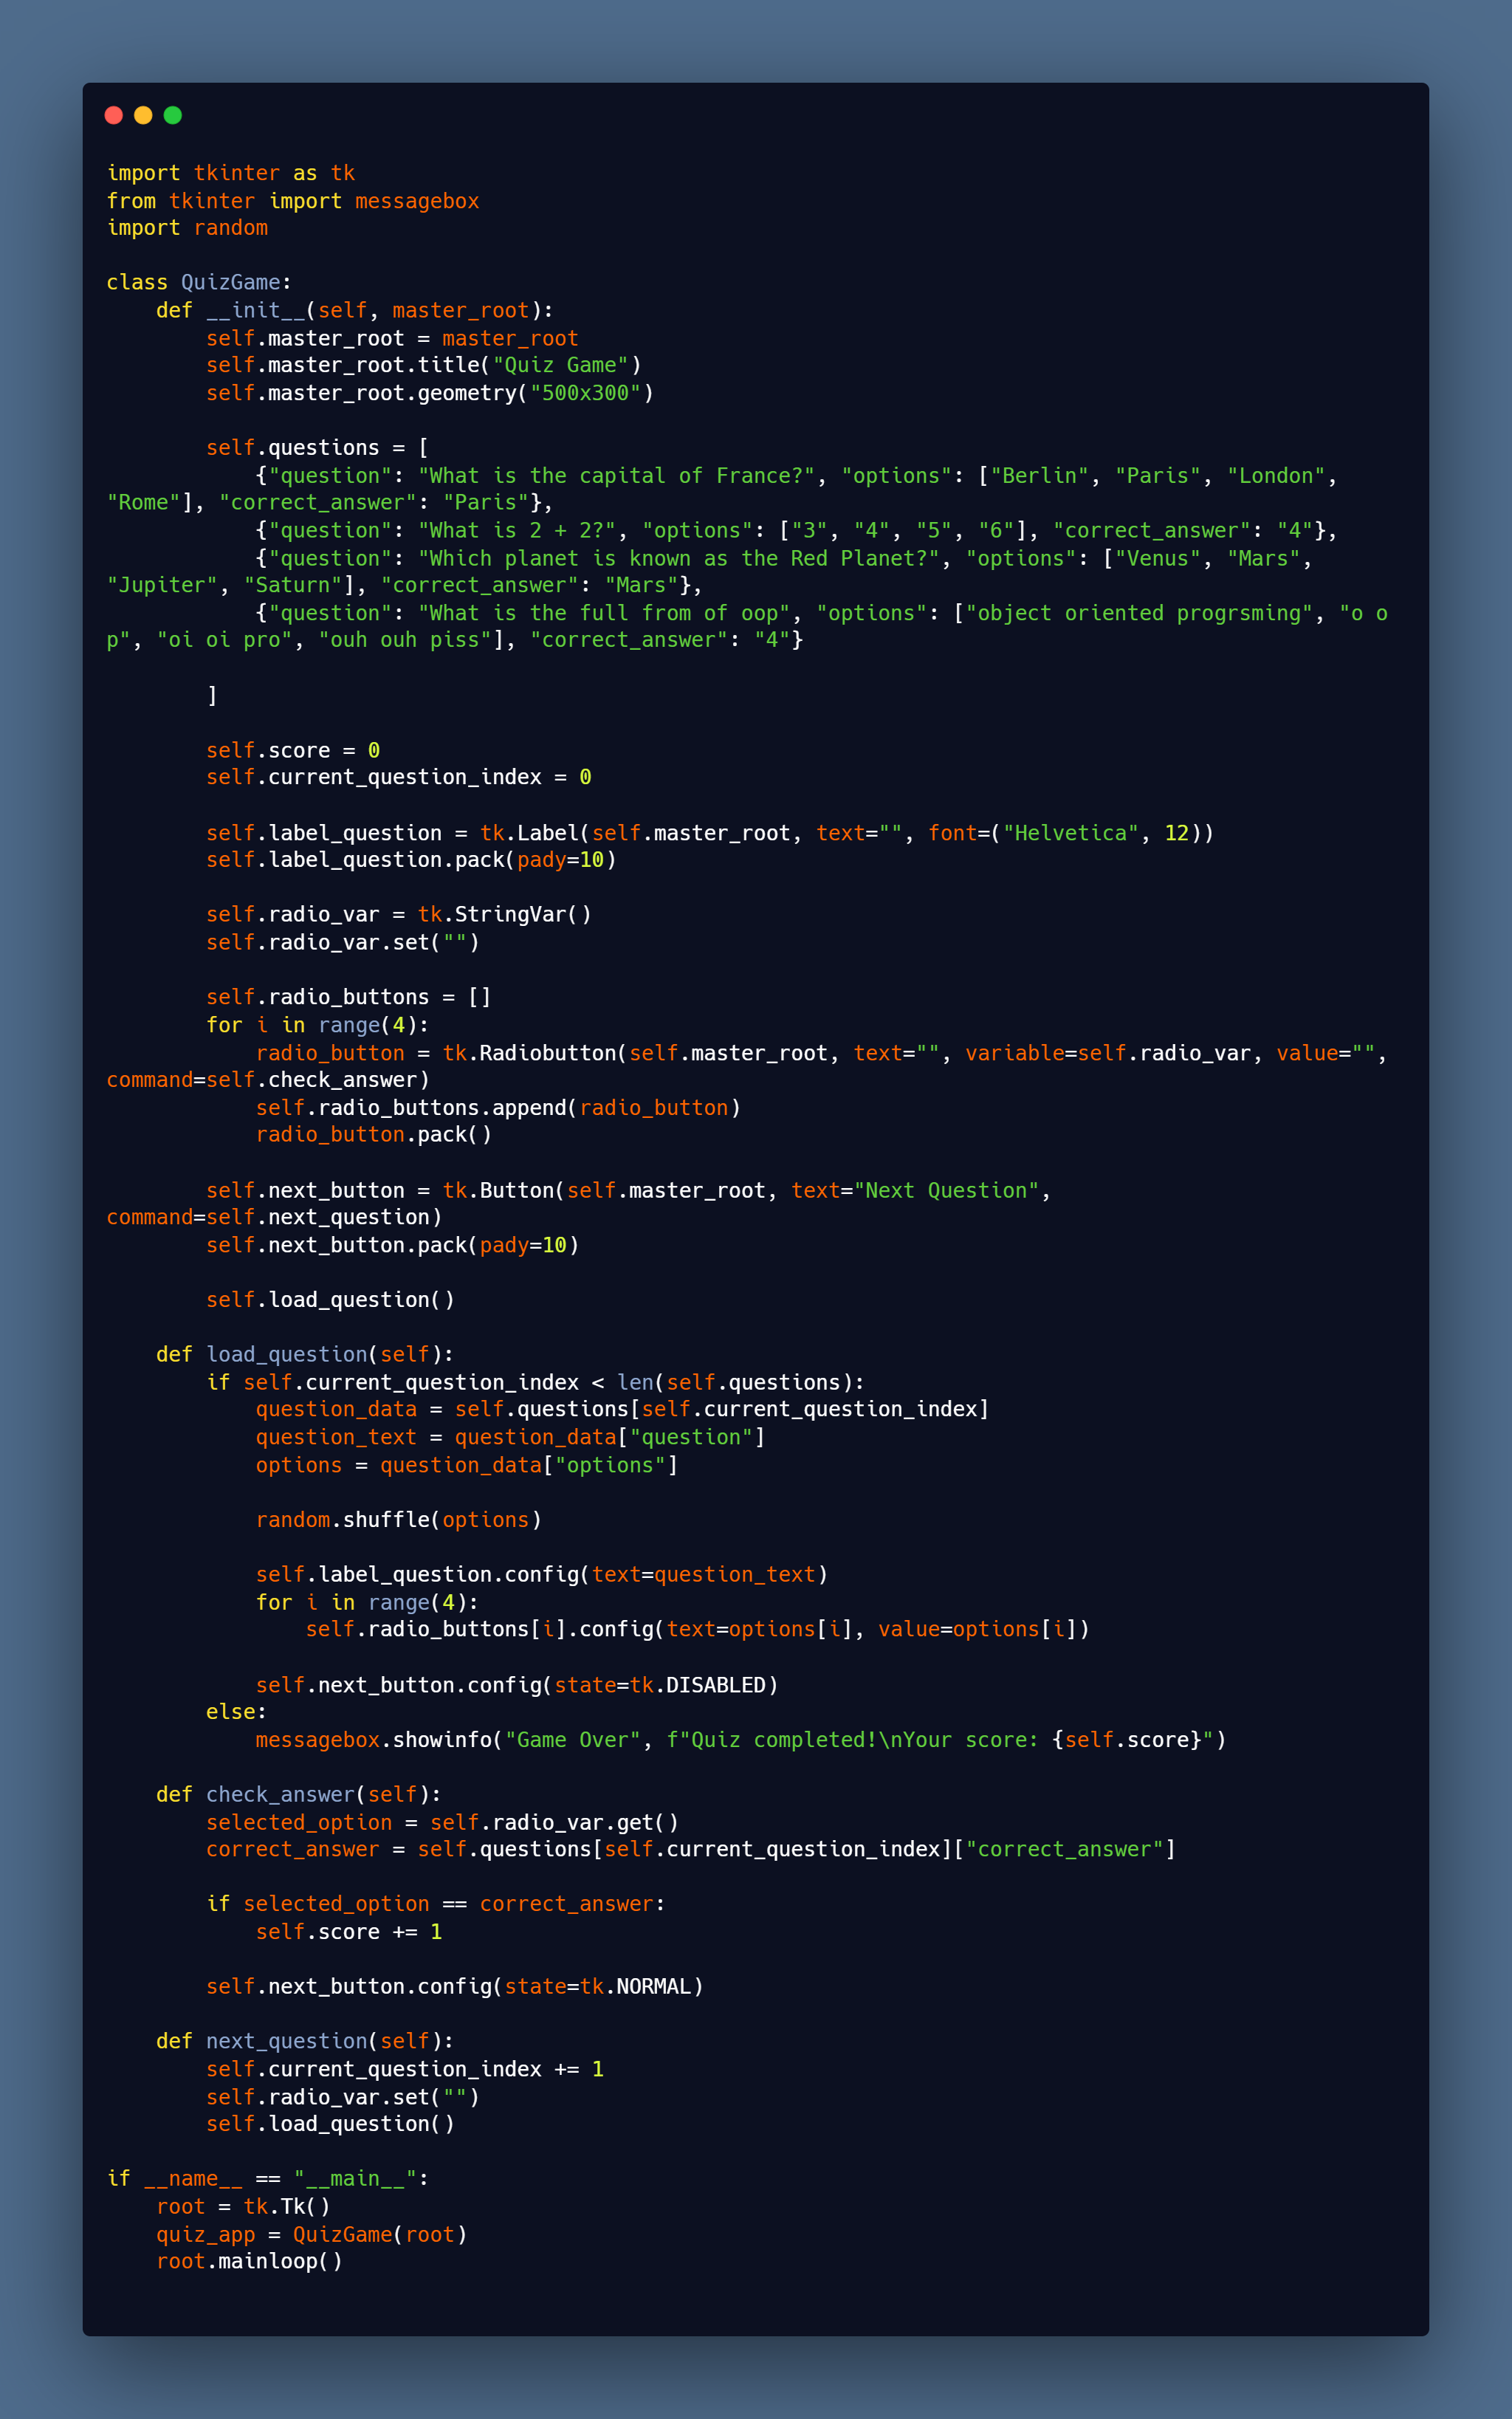 import tkinter as tk
from tkinter import messagebox
import random

class QuizGame:
    def __init__(self, master_root):
        self.master_root = master_root
        self.master_root.title("Quiz Game")
        self.master_root.geometry("500x300")

        self.questions = [
            {"question": "What is the capital of France?", "options": ["Berlin", "Paris", "London",
"Rome"], "correct_answer": "Paris"},
            {"question": "What is 2 + 2?", "options": ["3", "4", "5", "6"], "correct_answer": "4"},
            {"question": "Which planet is known as the Red Planet?", "options": ["Venus", "Mars",
"Jupiter", "Saturn"], "correct_answer": "Mars"},
            {"question": "What is the full from of oop", "options": ["object oriented progrsming", "o o
p", "oi oi pro", "ouh ouh piss"], "correct_answer": "4"}

        ]

        self.score = 0
        self.current_question_index = 0

        self.label_question = tk.Label(self.master_root, text="", font=("Helvetica", 12))
        self.label_question.pack(pady=10)

        self.radio_var = tk.StringVar()
        self.radio_var.set("")

        self.radio_buttons = []
        for i in range(4):
            radio_button = tk.Radiobutton(self.master_root, text="", variable=self.radio_var, value="",
command=self.check_answer)
            self.radio_buttons.append(radio_button)
            radio_button.pack()

        self.next_button = tk.Button(self.master_root, text="Next Question",
command=self.next_question)
        self.next_button.pack(pady=10)

        self.load_question()

    def load_question(self):
        if self.current_question_index < len(self.questions):
            question_data = self.questions[self.current_question_index]
            question_text = question_data["question"]
            options = question_data["options"]

            random.shuffle(options)

            self.label_question.config(text=question_text)
            for i in range(4):
                self.radio_buttons[i].config(text=options[i], value=options[i])

            self.next_button.config(state=tk.DISABLED)
        else:
            messagebox.showinfo("Game Over", f"Quiz completed!\nYour score: {self.score}")

    def check_answer(self):
        selected_option = self.radio_var.get()
        correct_answer = self.questions[self.current_question_index]["correct_answer"]

        if selected_option == correct_answer:
            self.score += 1

        self.next_button.config(state=tk.NORMAL)

    def next_question(self):
        self.current_question_index += 1
        self.radio_var.set("")
        self.load_question()

if __name__ == "__main__":
    root = tk.Tk()
    quiz_app = QuizGame(root)
    root.mainloop()